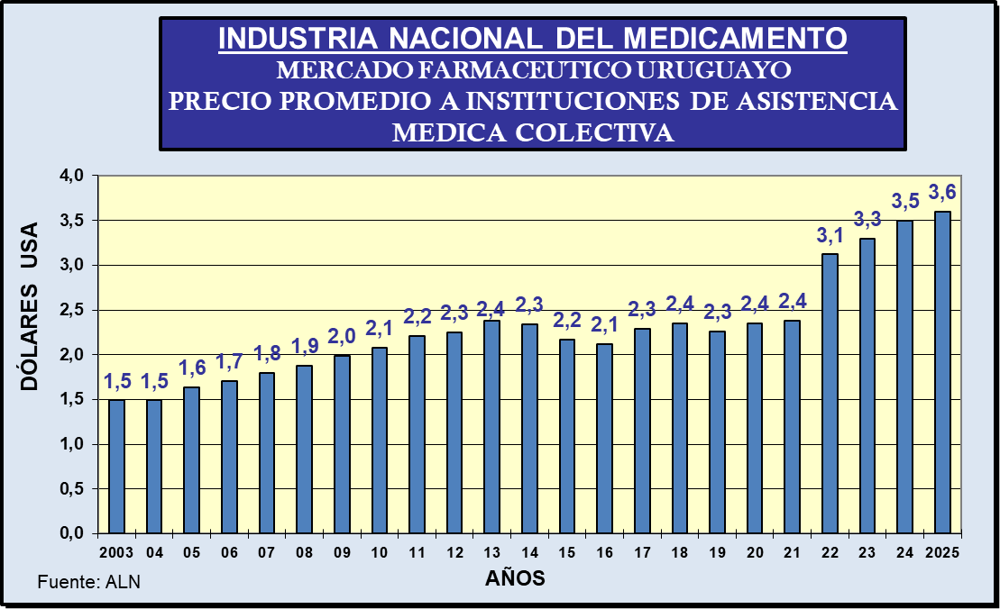 INDUSTRIA NACIONAL DEL MEDICAMENTO
MERCADO FARMACEUTICO URUGUAYO
PRECIO PROMEDIO A INSTITUCIONES DE ASISTENCIA
MEDICA COLECTIVA
DÓLARES USA
4,0
3,5
3,0
2,5
2,0
1,5
1,0
0,5
0,0
1,5 1,5 1,6 1,7 1,8 1,9 2,0 2,1 2,2 2,3 2,4 2,3 2,2 2,1 2,3 2,4 2,3 2,4 2,4 3,1 3,3 3,5 3,6
2003 04 05 06 07 08 09 10 11 12 13 14 15 16 17 18 19 20 21 22 23 24 2025
AÑOS
Fuente: ALN